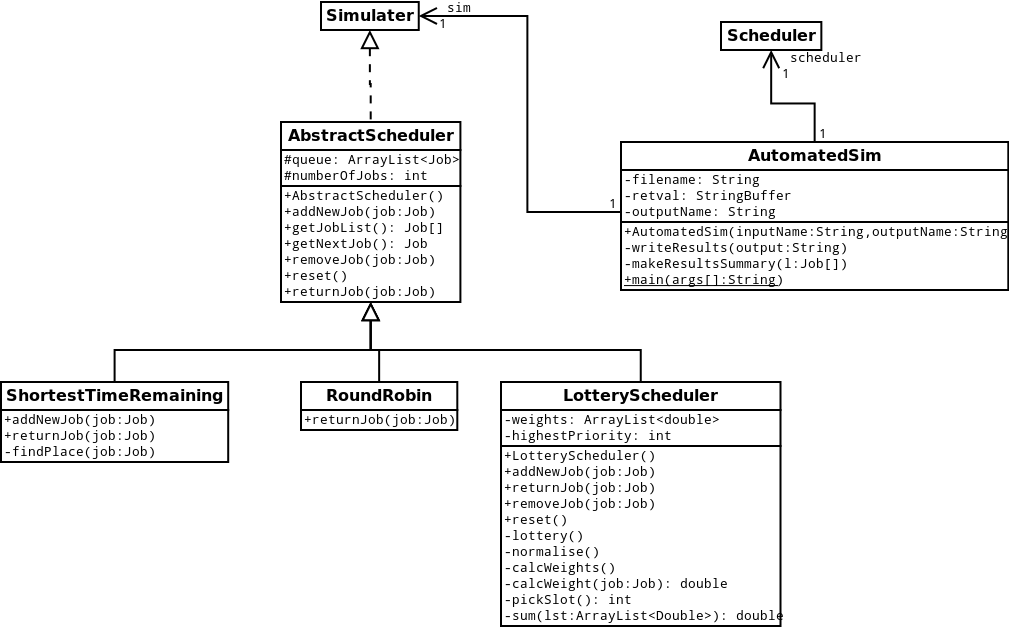 Simulater
sim
1
Scheduler
scheduler
1
AbstractScheduler
#queue: ArrayList<Job>
#numberOfJobs: int
+AbstractScheduler()
+addNewJob(job:Job)
+getJobList(): Job[]
+getNextJob(): Job
+removeJob(job:Job)
+reset()
+returnJob(job:Job)
1
1
AutomatedSim
-filename: String
-retval: StringBuffer
-outputName: String
+AutomatedSim(inputName:String,outputName:String
-writeResults(output:String)
-makeResultsSummary(l:Job[])
+main(args[]:String)
ShortestTimeRemaining
+addNewJob(job:Job)
+returnJob(job:Job)
-findPlace(job:Job)
RoundRobin
+returnJob(job:Job)
LotteryScheduler
-weights: ArrayList<double>
-highestPriority: int
+LotteryScheduler()
+addNewJob(job:Job)
+returnJob(job:Job)
+removeJob(job:Job)
+reset()
-lottery()
-normalise()
-calcWeights()
-calcWeight(job:Job): double
-pickSlot(): int
-sum(lst:ArrayList<Double>): double